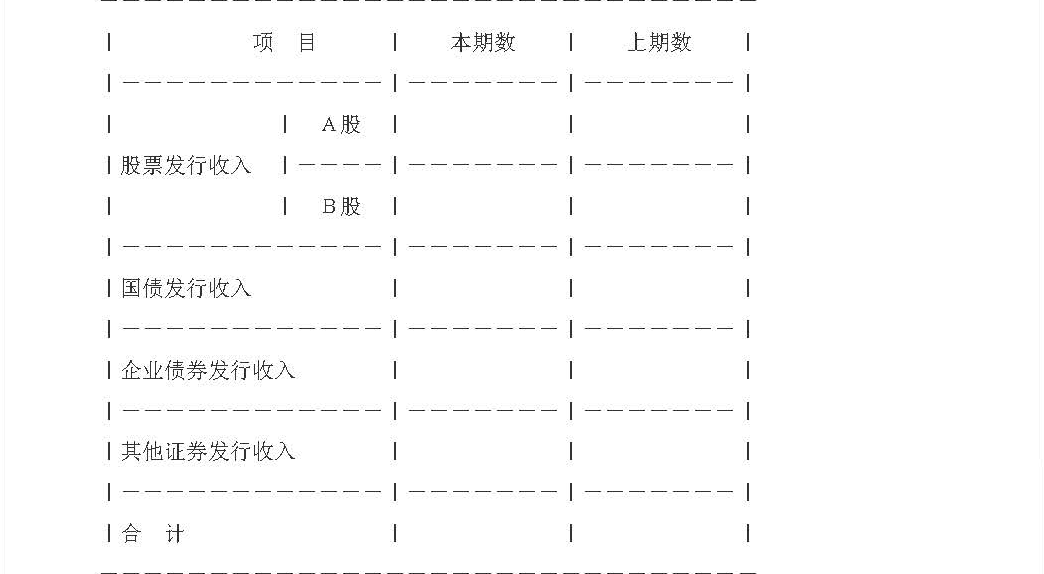 项 目 本期数 上期数
A股
股票发行收入
B股
国债发行收入
企业债券发行收入
其他证券发行收入
合 计